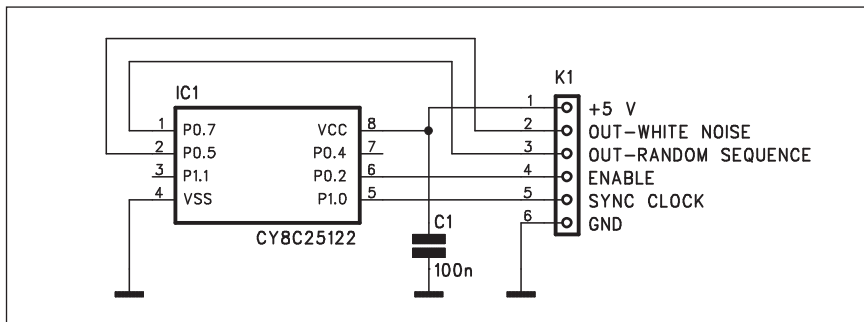 K1
IC1
1 +5 V
1 P0.7 VCC 8 2 OUT-WHITE NOISE
2 P0.5 P0.4 7 3 OUT-RANDOM SEQUENCE
3 P1.1 P0.2 6 4 ENABLE
4 VSS P1.0 5 5 SYNC CLOCK
6 GND
C1
CY8C25122
100n